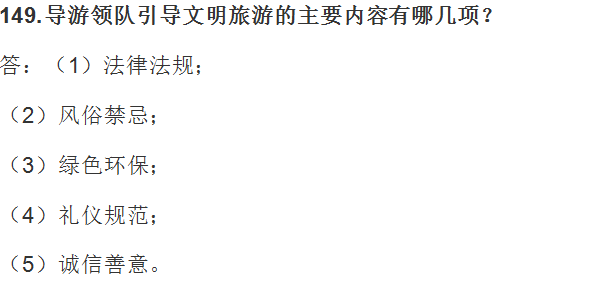 149.导游领队引导文明旅游的主要内容有哪几项？
答：（1）法律法规；
（2）风俗禁忌；
（3）绿色环保；
（4）礼仪规范；
（5）诚信善意。